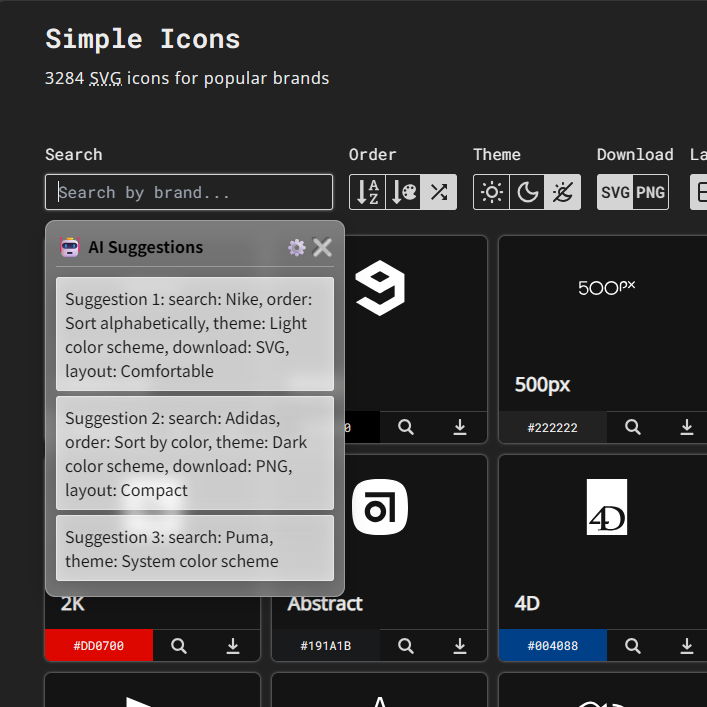 Simple Icons
3284 SVG icons for popular brands
Search
Order
Theme
Download
La
Search by brand...
A
Z
SVG
PNG
AI Suggestions
Suggestion 1: search: Nike, order:
Sort alphabetically, theme: Light
color scheme, download: SVG,
layout: Comfortable
Suggestion 2: search: Adidas,
order: Sort by color, theme: Dark
color scheme, download: PNG,
layout: Compact
Suggestion 3: search: Puma,
theme: System color scheme
500px
500px
0
#222222
4D
2K
Abstract
4D
#DD0700
#191A1B
#004088